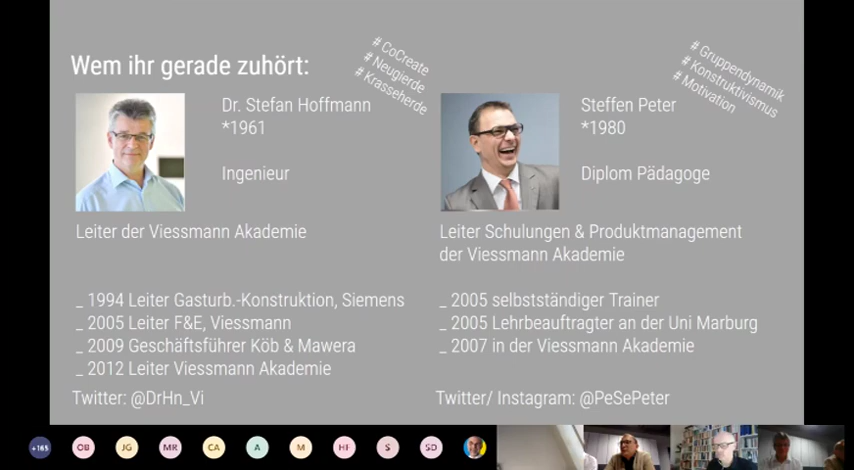 Wem ihr gerade zuhört:
# CoCreate
# Neugierde
# Krasseherde
# Gruppendynamik
# Konstruktivismus
# Motivation
Dr. Stefan Hoffmann
*1961
Ingenieur
Leiter der Viessmann Akademie
_ 1994 Leiter Gasturb.-Konstruktion, Siemens
_ 2005 Leiter F&E, Viessmann
_ 2009 Geschäftsführer Köb & Mawera
_ 2012 Leiter Viessmann Akademie
Twitter: @DrHn_Vi
Steffen Peter
*1980
Diplom Pädagoge
Leiter Schulungen & Produktmanagement
der Viessmann Akademie
_ 2005 selbstständiger Trainer
_ 2005 Lehrbeauftragter an der Uni Marburg
_ 2007 in der Viessmann Akademie
Twitter/ Instagram: @PeSePeter
+165 OB JG MR CA A M HF S SD